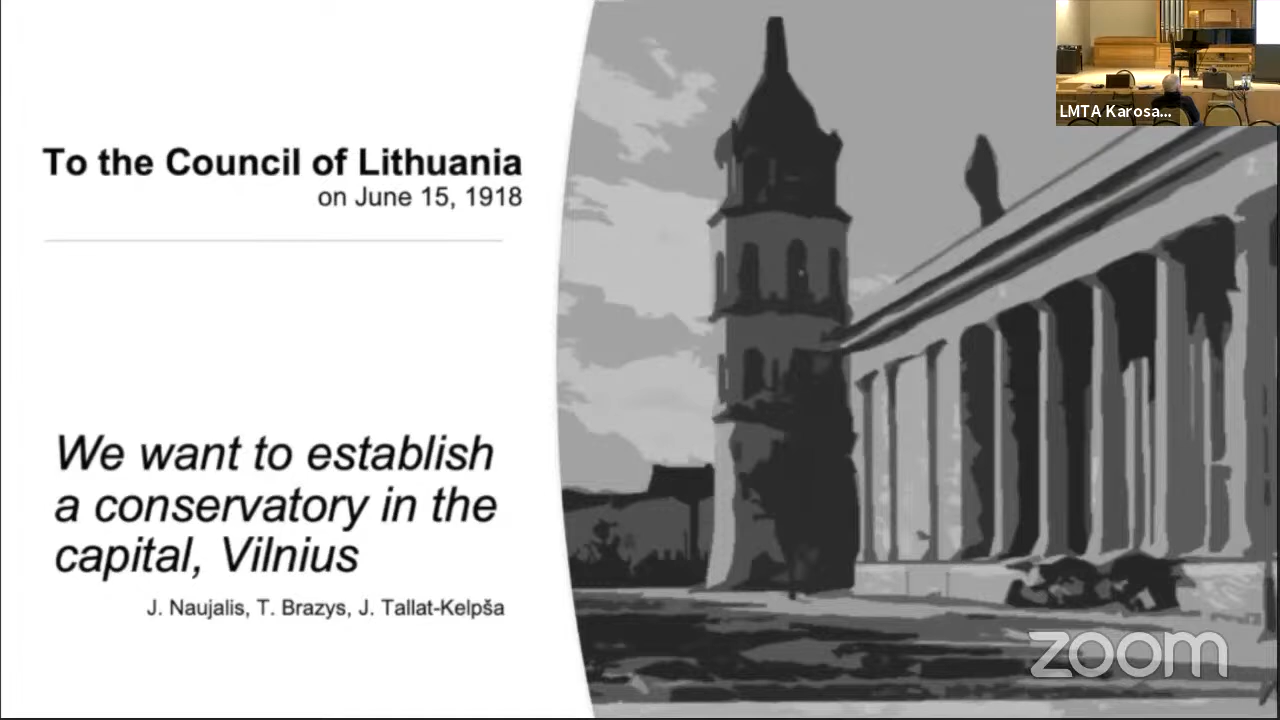 To the Council of Lithuania
on June 15, 1918
We want to establish
a conservatory in the
capital, Vilnius
J. Naujalis, T. Brazys, J. Tallat-Kelpša
LMTA Karosa...
zoom